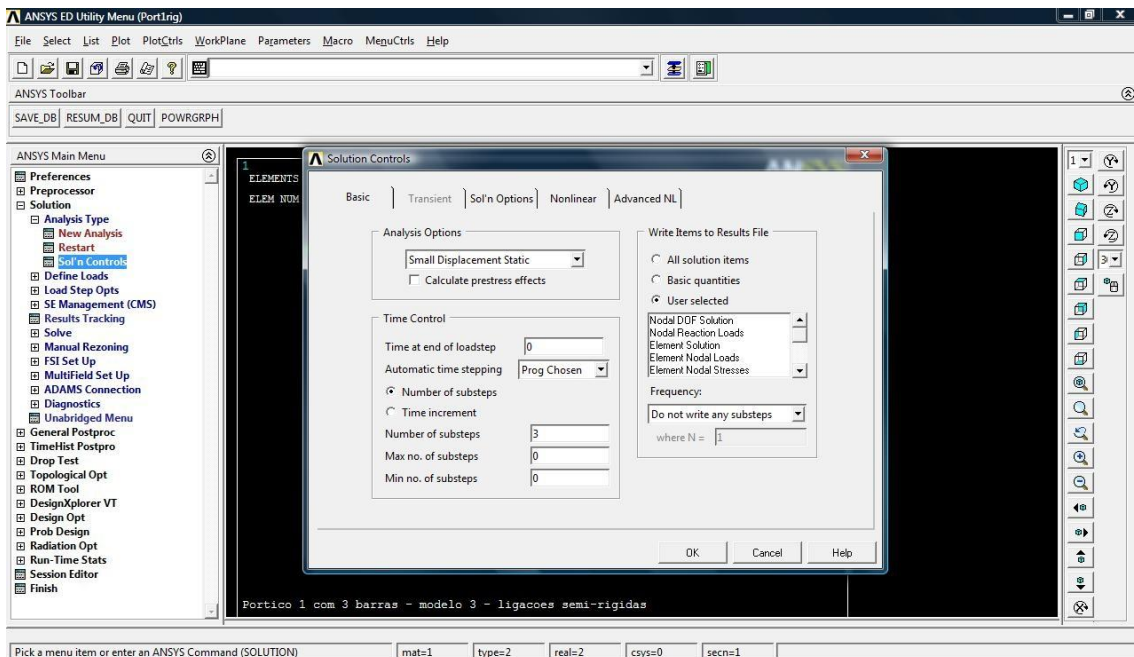 ANSYS ED Utility Menu (Port1rig)
File Select List Plot PlotCtrls WorkPlane Parameters Macro MenuCtrls Help
ANSYS Toolbar
SAVE_DB RESUM_DB QUIT POWRGRPH
ANSYS Main Menu
Preferences
Preprocessor
Solution
Analysis Type
New Analysis
Restart
Sol'n Controls
Define Loads
Load Step Opts
SE Management (CMS)
Results Tracking
Solve
Manual Rezoning
FSI Set Up
MultiField Set Up
ADAMS Connection
Diagnostics
Unabridged Menu
General Postproc
TimeHist Postpro
Drop Test
Topological Opt
ROM Tool
DesignXplorer VT
Design Opt
Prob Design
Radiation Opt
Run-Time Stats
Session Editor
Finish
1
ELEMENTS
ELEM NUM
Solution Controls
Basic Transient Sol'n Options Nonlinear Advanced NL
Analysis Options
Small Displacement Static
Calculate prestress effects
Time Control
Time at end of loadstep 0
Automatic time stepping Prog Chosen
Number of substeps
Time increment
Number of substeps 3
Max no. of substeps 0
Min no. of substeps 0
Write Items to Results File
All solution items
Basic quantities
User selected
Nodal DOF Solution
Nodal Reaction Loads
Element Solution
Element Nodal Loads
Element Nodal Stresses
Frequency:
Do not write any substeps
where N = 1
OK Cancel Help
Portico 1 com 3 barras - modelo 3 - ligacoes semi-rigidas
1
Pick a menu item or enter an ANSYS Command (SOLUTION) mat=1 type=2 real=2 csys=0 secn=1